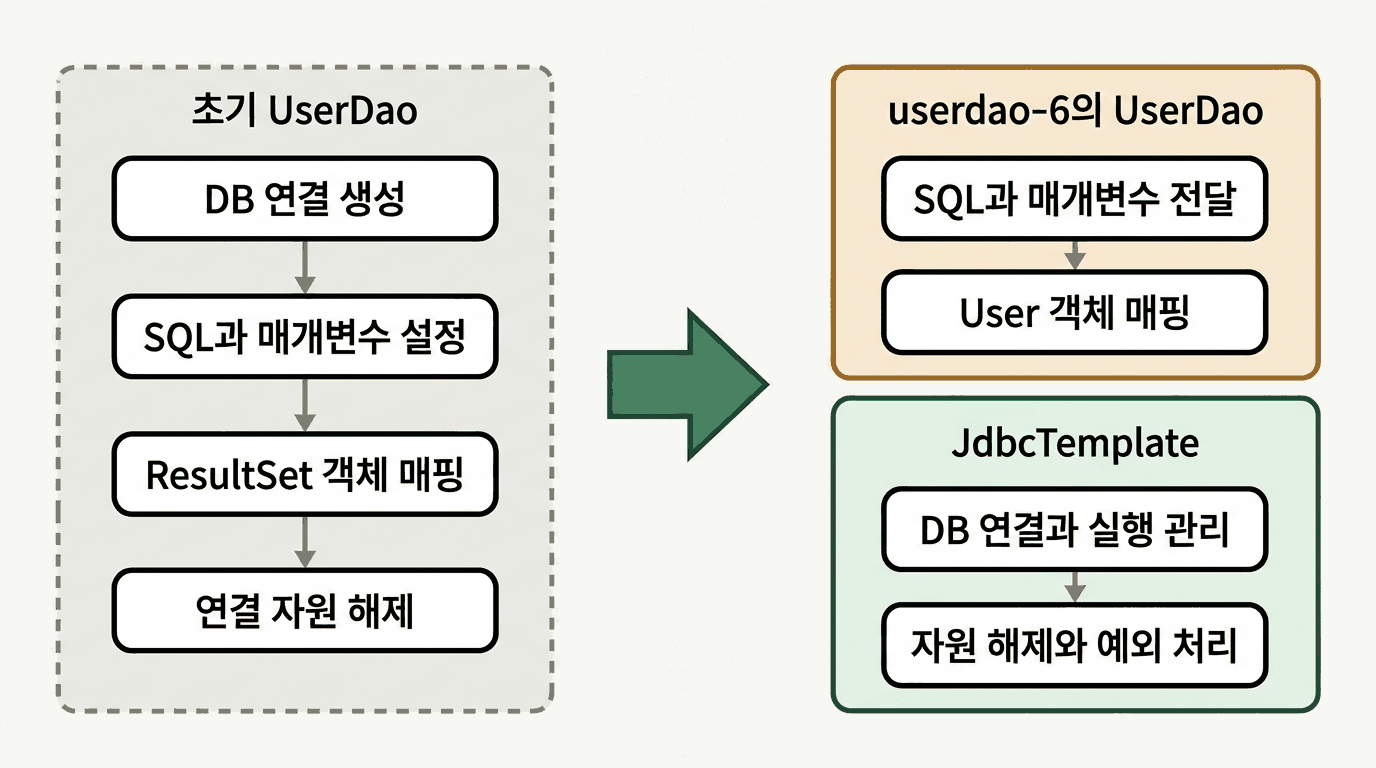 초기 UserDao
DB 연결 생성
SQL과 매개변수 설정
ResultSet 객체 매핑
연결 자원 해제
userdao-6의 UserDao
SQL과 매개변수 전달
User 객체 매핑
JdbcTemplate
DB 연결과 실행 관리
자원 해제와 예외 처리